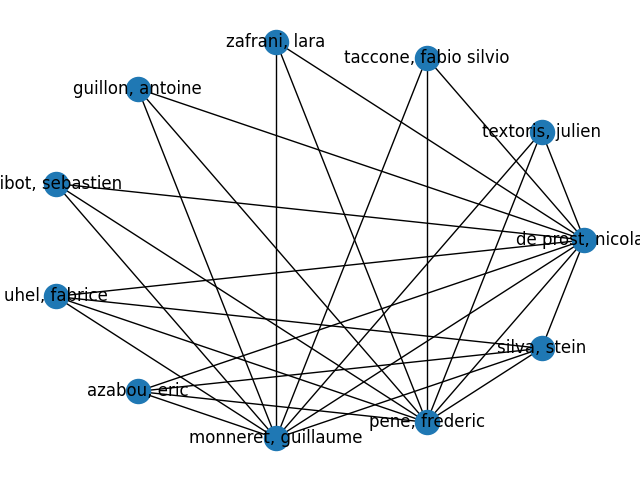 zafrani, lara
taccone, fabio silvio
guillon, antoine
textoris, julien
ibot, sebastien
de prost, nicola
uhel, fabrice
silva, stein
azabou, eric
pene, frederic
monneret, guillaume